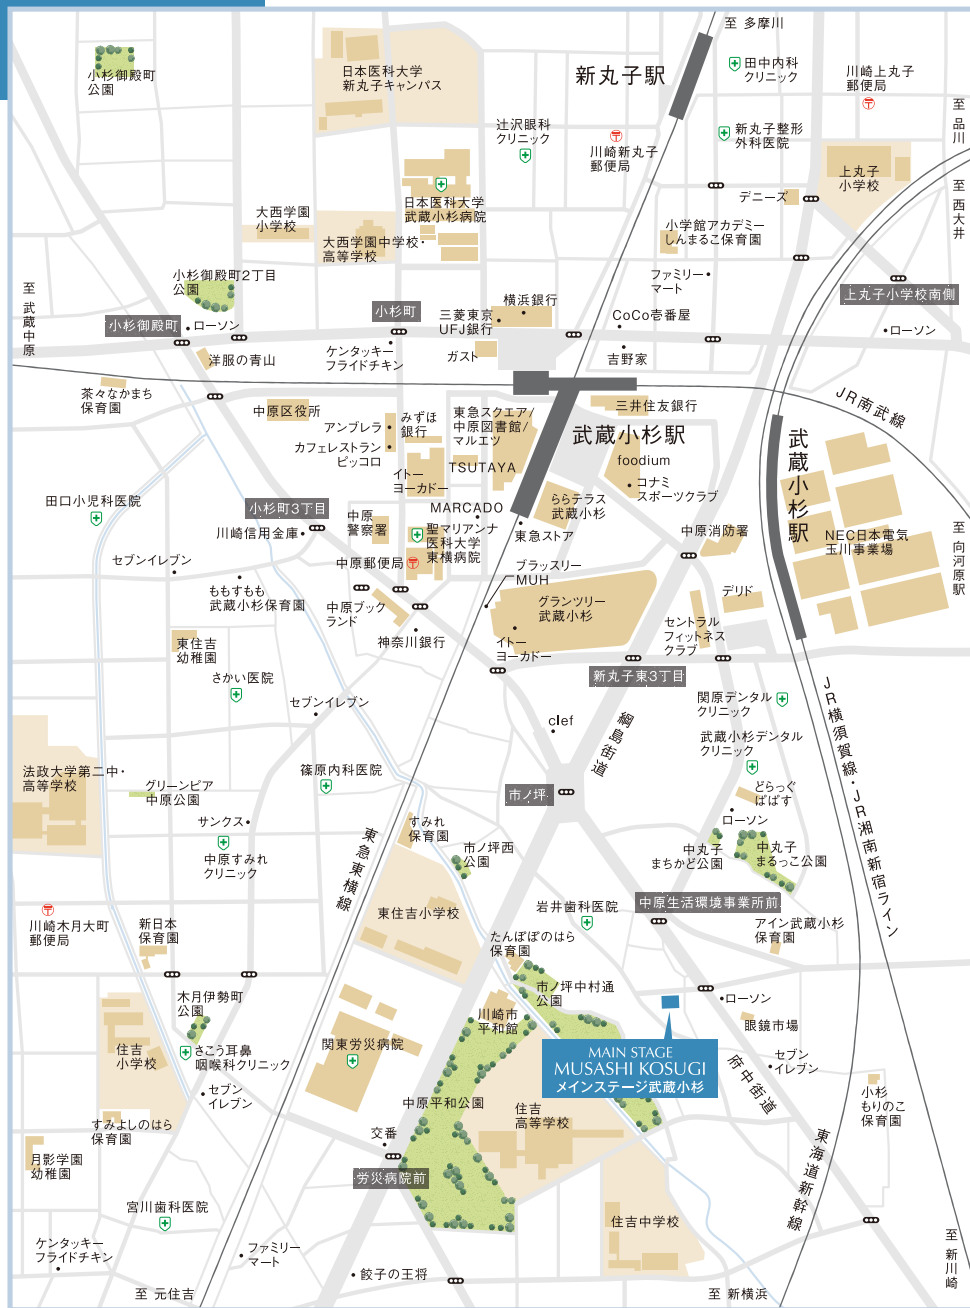 至 多摩川
小杉御殿町
公園
日本医科大学
新丸子キャンパス
新丸子駅
田中内科
クリニック
川崎上丸子
郵便局
至 品川
辻沢眼科
クリニック
川崎新丸子
郵便局
新丸子整形
外科医院
上丸子
小学校
至 西大井
日本医科大学
武蔵小杉病院
デニーズ
大西学園
小学校
大西学園中学校・
高等学校
小学館アカデミー
しんまるこ保育園
小杉御殿町2丁目
公園
ファミリー
マート
上丸子小学校南側
至 武蔵中原
小杉御殿町
ローソン
小杉町
三菱東京
UFJ銀行
横浜銀行
CoCo壱番屋
ローソン
洋服の青山
ケンタッキー
フライドチキン
ガスト
吉野家
茶々なかまち
保育園
JR南武線
中原区役所
アンブレラ
カフェレストラン
ピッコロ
みずほ
銀行
東急スクエア/
中原図書館/
マルエツ
三井住友銀行
武蔵小杉駅
武蔵小杉駅
foodium
イトー
ヨーカドー
TSUTAYA
コナミ
スポーツクラブ
田口小児科医院
小杉町3丁目
川崎信用金庫
中原
警察署
MARCADO
ららテラス
武蔵小杉
聖マリアンナ
医科大学
東横病院
東急ストア
中原消防署
NEC日本電気
玉川事業場
至 向河原駅
セブンイレブン
中原郵便局
ブラッスリー
MUH
ももすもも
武蔵小杉保育園
中原ブック
ランド
グランツリー
武蔵小杉
デリド
神奈川銀行
イトー
ヨーカドー
セントラル
フィットネス
クラブ
東住吉
幼稚園
さかい医院
新丸子東3丁目
セブンイレブン
関原デンタル
クリニック
clef
綱島街道
武蔵小杉デンタル
クリニック
JR横須賀線・JR湘南新宿ライン
法政大学第二中・
高等学校
グリーンピア
中原公園
篠原内科医院
市ノ坪
どらっぐ
ぱぱす
サンクス
すみれ
保育園
ローソン
中原すみれ
クリニック
東急東横線
市ノ坪西
公園
中丸子
まちかど公園
中丸子
まるっこ公園
川崎木月大町
郵便局
新日本
保育園
東住吉小学校
岩井歯科医院
中原生活環境事業所前
アイン武蔵小杉
保育園
たんぽぽのはら
保育園
木月伊勢町
公園
市ノ坪中村通
公園
ローソン
川崎市
平和館
眼鏡市場
住吉
小学校
さこう耳鼻
咽喉科クリニック
関東労災病院
MAIN STAGE
MUSASHI KOSUGI
メインステージ武蔵小杉
府中街道
セブン
イレブン
セブン
イレブン
中原平和公園
住吉
高等学校
小杉
もりのこ
保育園
すみよしのはら
保育園
交番
東海道新幹線
月影学園
幼稚園
労災病院前
宮川歯科医院
住吉中学校
ケンタッキー
フライドチキン
ファミリー
マート
餃子の王将
至 新川崎
至 元住吉
至 新横浜